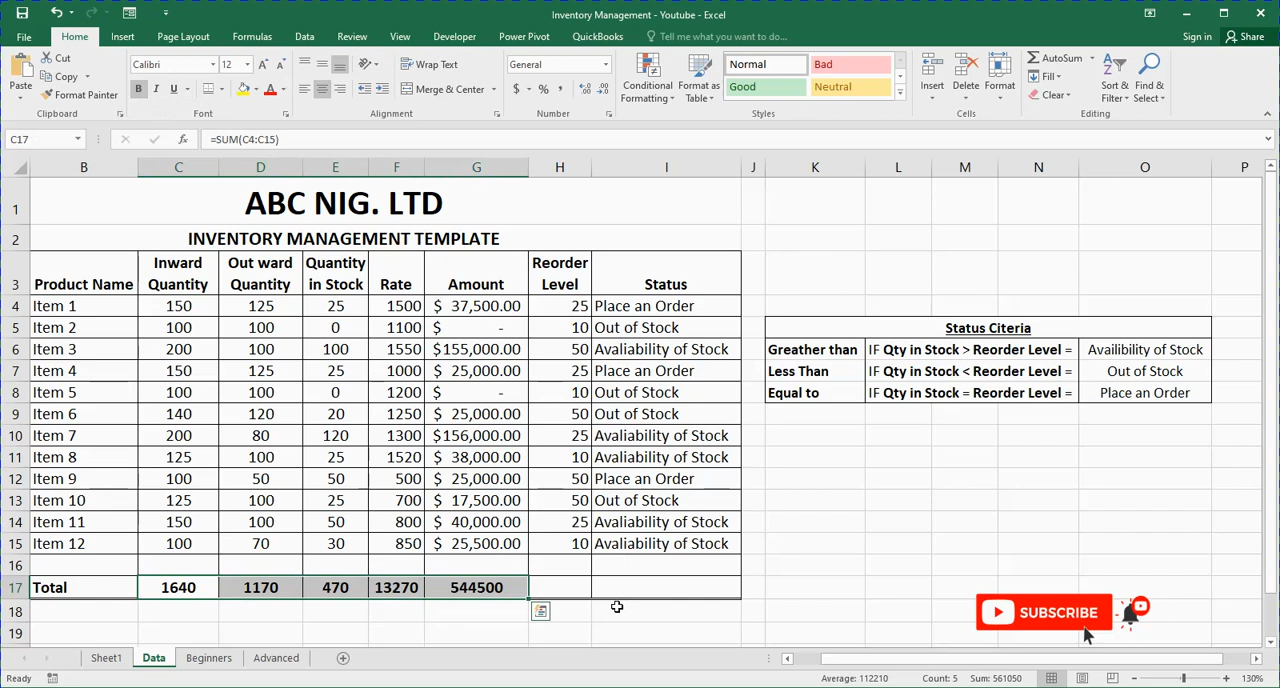 Inventory Management - Youtube - Excel
File Home Insert Page Layout Formulas Data Review View Developer Power Pivot QuickBooks Tell me what you want to do... Sign in Share
Paste Cut Copy Format Painter Clipboard
Calibri 12 A A B I U A Font
Wrap Text Merge & Center Alignment
General $ % , Number
Conditional Formatting Format as Table Normal Bad Good Neutral Styles
Insert Delete Format Cells
AutoSum Fill Clear Sort & Filter Find & Select Editing
C17 fx =SUM(C4:C15)
B C D E F G H I J K L M N O P
1 ABC NIG. LTD
2 INVENTORY MANAGEMENT TEMPLATE
3 Product Name Inward Quantity Out ward Quantity Quantity in Stock Rate Amount Reorder Level Status
4 Item 1 150 125 25 1500 $ 37,500.00 25 Place an Order
5 Item 2 100 100 0 1100 $ - 10 Out of Stock Status Citeria
6 Item 3 200 100 100 1550 $155,000.00 50 Avaliability of Stock Greather than IF Qty in Stock > Reorder Level = Availibility of Stock
7 Item 4 150 125 25 1000 $ 25,000.00 25 Place an Order Less Than IF Qty in Stock < Reorder Level = Out of Stock
8 Item 5 100 100 0 1200 $ - 10 Out of Stock Equal to IF Qty in Stock = Reorder Level = Place an Order
9 Item 6 140 120 20 1250 $ 25,000.00 50 Out of Stock
10 Item 7 200 80 120 1300 $156,000.00 25 Avaliability of Stock
11 Item 8 125 100 25 1520 $ 38,000.00 10 Avaliability of Stock
12 Item 9 100 50 50 500 $ 25,000.00 50 Place an Order
13 Item 10 125 100 25 700 $ 17,500.00 50 Out of Stock
14 Item 11 150 100 50 800 $ 40,000.00 25 Avaliability of Stock
15 Item 12 100 70 30 850 $ 25,500.00 10 Avaliability of Stock
16
17 Total 1640 1170 470 13270 544500
18
19
SUBSCRIBE
Sheet1 Data Beginners Advanced
Ready Average: 112210 Count: 5 Sum: 561050 130%